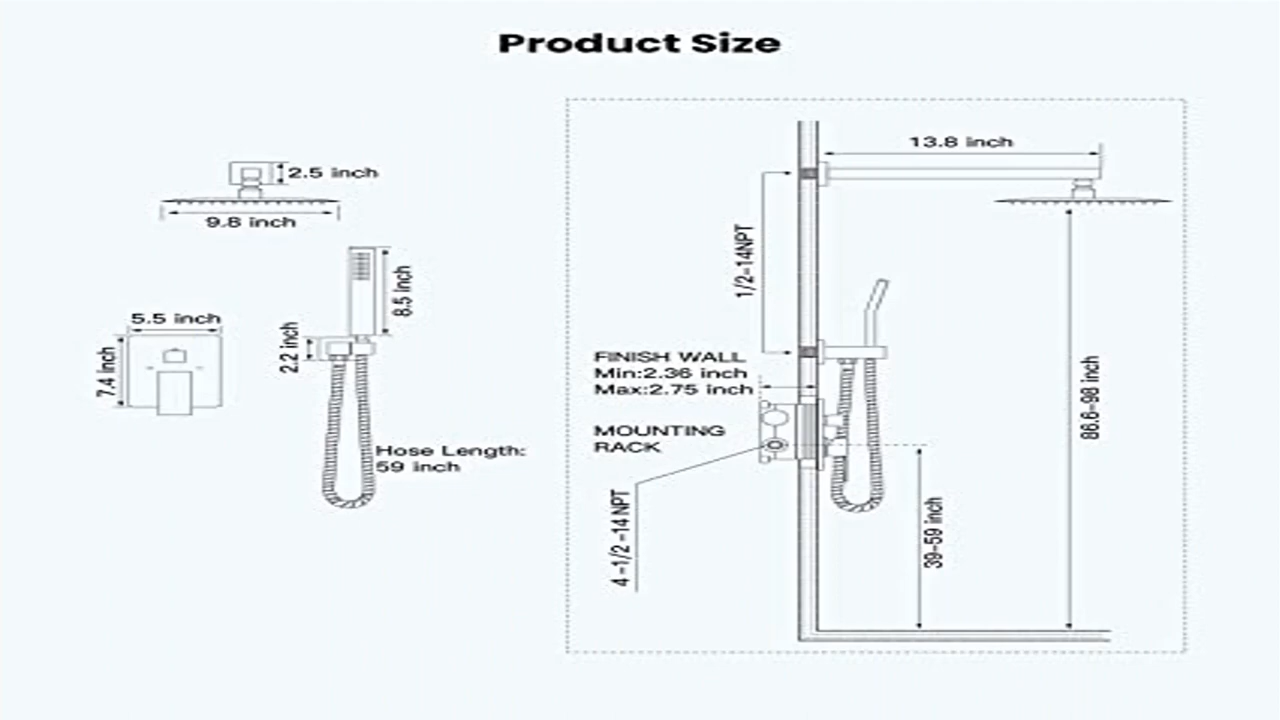 Product Size
2.5 inch
9.8 inch
8.5 inch
2.2 inch
5.5 inch
7.4 inch
Hose Length:
59 inch
13.8 inch
1/2-14NPT
FINISH WALL
Min:2.36 inch
Max:2.75 inch
MOUNTING
RACK
4-1/2-14NPT
39-59 inch
86.6-98 inch